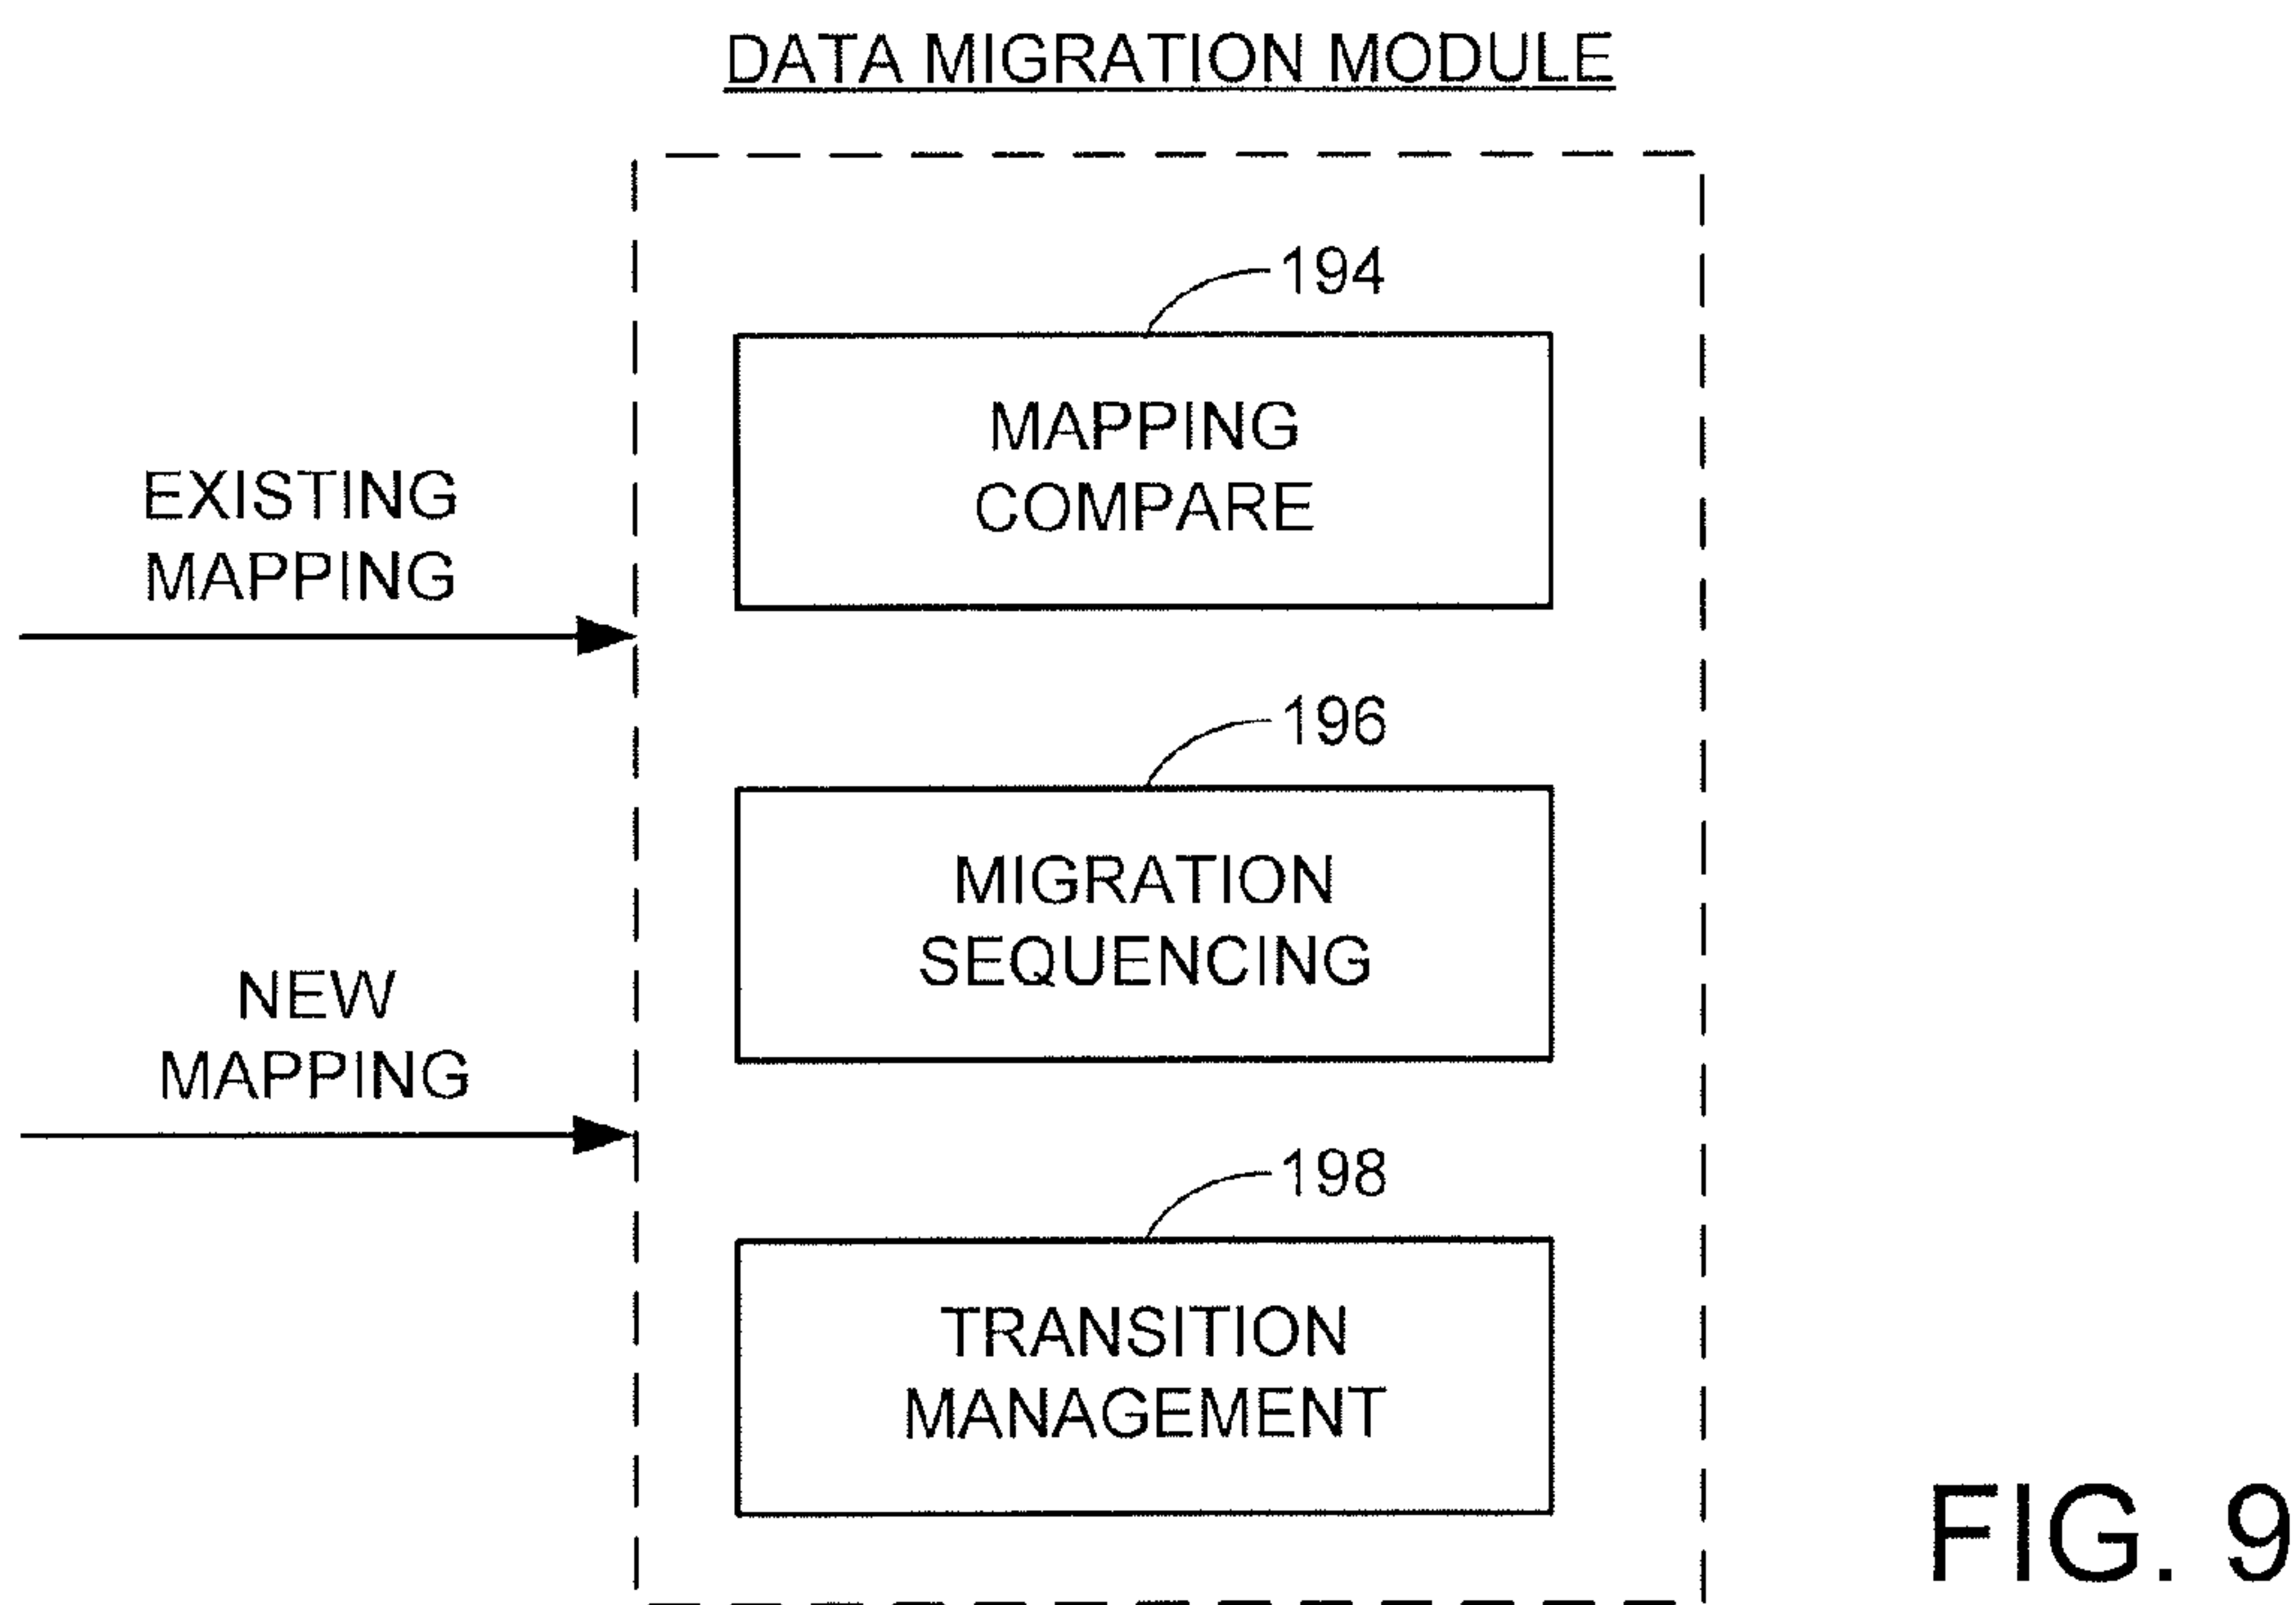 DATA MIGRATION MODULE
194
MAPPING
COMPARE
EXISTING
MAPPING
196
MIGRATION
SEQUENCING
NEW
MAPPING
198
TRANSITION
MANAGEMENT
FIG. 9